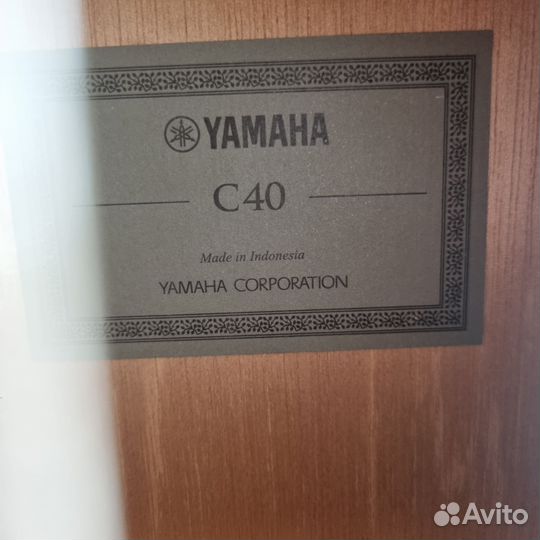 YAMAHA
C40
Made in Indonesia
YAMAHA CORPORATION
Avito